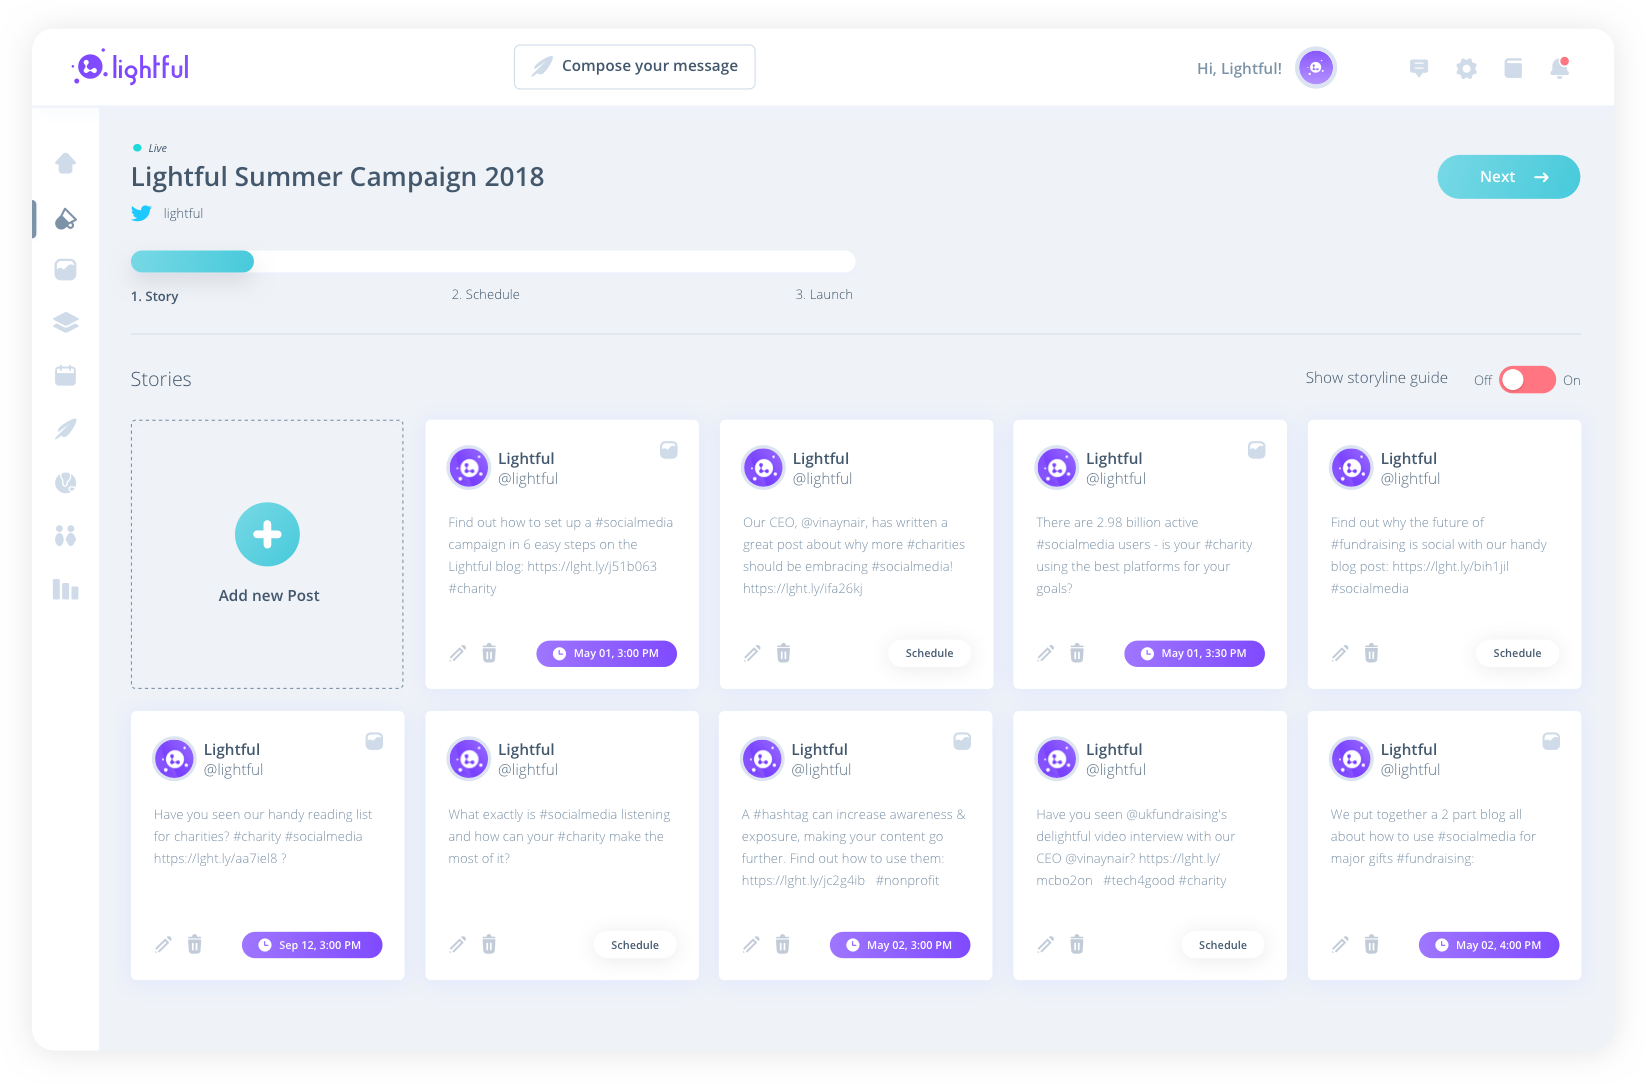 lightful
Compose your message
Hi, Lightful!
Live
Lightful Summer Campaign 2018
lightful
Next
1. Story
2. Schedule
3. Launch
Stories
Show storyline guide
Off
On
Add new Post
Lightful
@lightful
Find out how to set up a #socialmedia
campaign in 6 easy steps on the
Lightful blog: https://lght.ly/j51b063
#charity
May 01, 3:00 PM
Lightful
@lightful
Our CEO, @vinaynair, has written a
great post about why more #charities
should be embracing #socialmedia!
https://lght.ly/ifa26kj
Schedule
Lightful
@lightful
There are 2.98 billion active
#socialmedia users - is your #charity
using the best platforms for your
goals?
May 01, 3:30 PM
Lightful
@lightful
Find out why the future of
#fundraising is social with our handy
blog post: https://lght.ly/bih1jil
#socialmedia
Schedule
Lightful
@lightful
Have you seen our handy reading list
for charities? #charity #socialmedia
https://lght.ly/aa7iel8 ?
Sep 12, 3:00 PM
Lightful
@lightful
What exactly is #socialmedia listening
and how can your #charity make the
most of it?
Schedule
Lightful
@lightful
A #hashtag can increase awareness &
exposure, making your content go
further. Find out how to use them:
https://lght.ly/jc2g4ib #nonprofit
May 02, 3:00 PM
Lightful
@lightful
Have you seen @ukfundraising's
delightful video interview with our
CEO @vinaynair? https://lght.ly/
mcbo2on #tech4good #charity
Schedule
Lightful
@lightful
We put together a 2 part blog all
about how to use #socialmedia for
major gifts #fundraising:
May 02, 4:00 PM